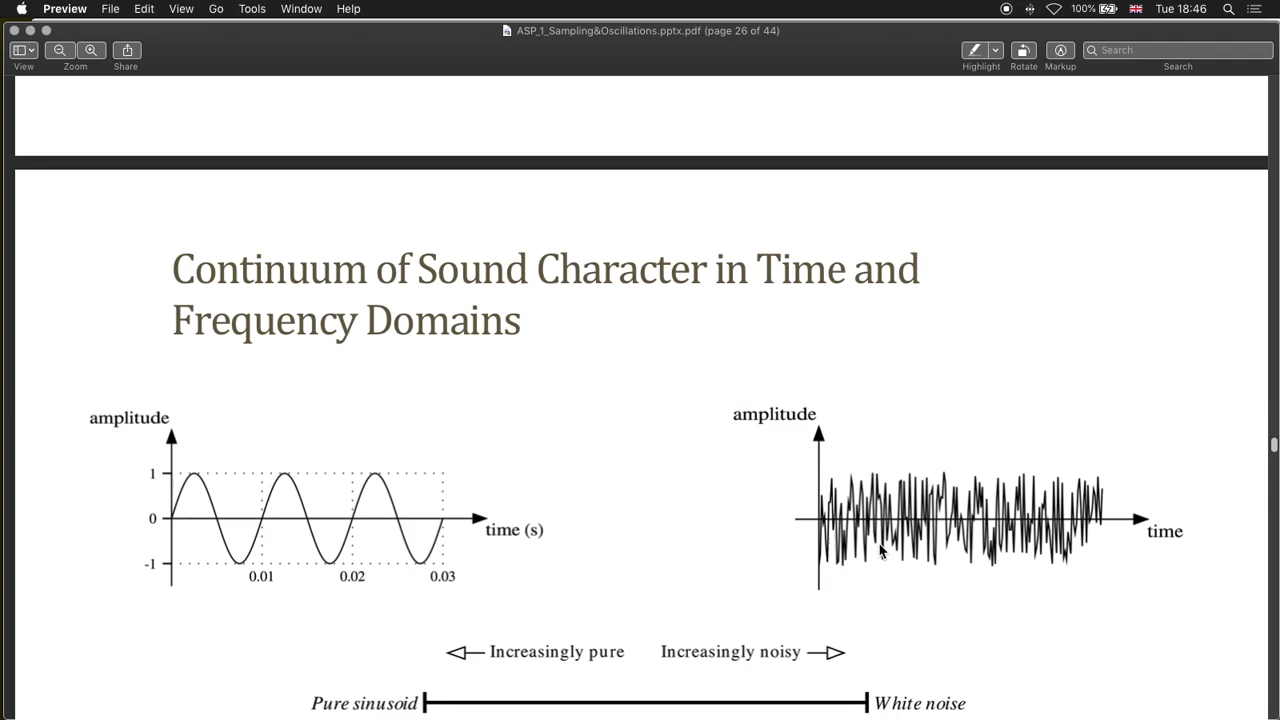 Preview File Edit View Go Tools Window Help 100% Tue 18:46
ASP_1_Sampling&Oscillations.pptx.pdf (page 26 of 44)
View Zoom Share Highlight Rotate Markup Search
Search
Continuum of Sound Character in Time and
Frequency Domains
amplitude
1
0
-1
0.01 0.02 0.03
time (s)
amplitude
time
Increasingly pure Increasingly noisy
Pure sinusoid White noise